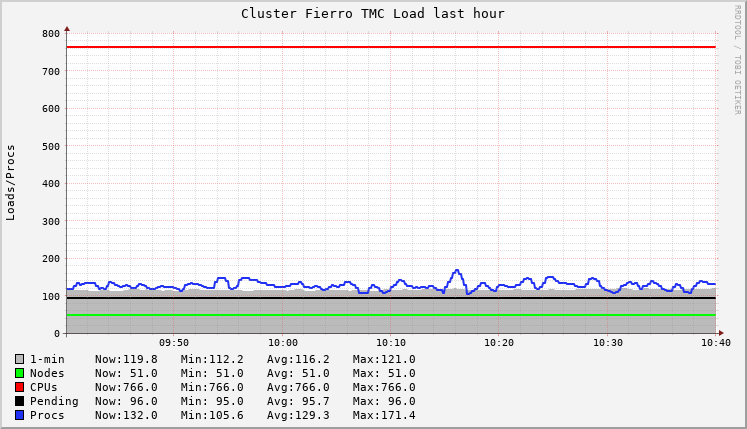 Cluster Fierro TMC Load last hour
RRDTOOL / TOBI OETIKER
Loads/Procs
800
700
600
500
400
300
200
100
0
09:50 10:00 10:10 10:20 10:30 10:40
1-min Now:119.8 Min:112.2 Avg:116.2 Max:121.0
Nodes Now: 51.0 Min: 51.0 Avg: 51.0 Max: 51.0
CPUs Now:766.0 Min:766.0 Avg:766.0 Max:766.0
Pending Now: 96.0 Min: 95.0 Avg: 95.7 Max: 96.0
Procs Now:132.0 Min:105.6 Avg:129.3 Max:171.4